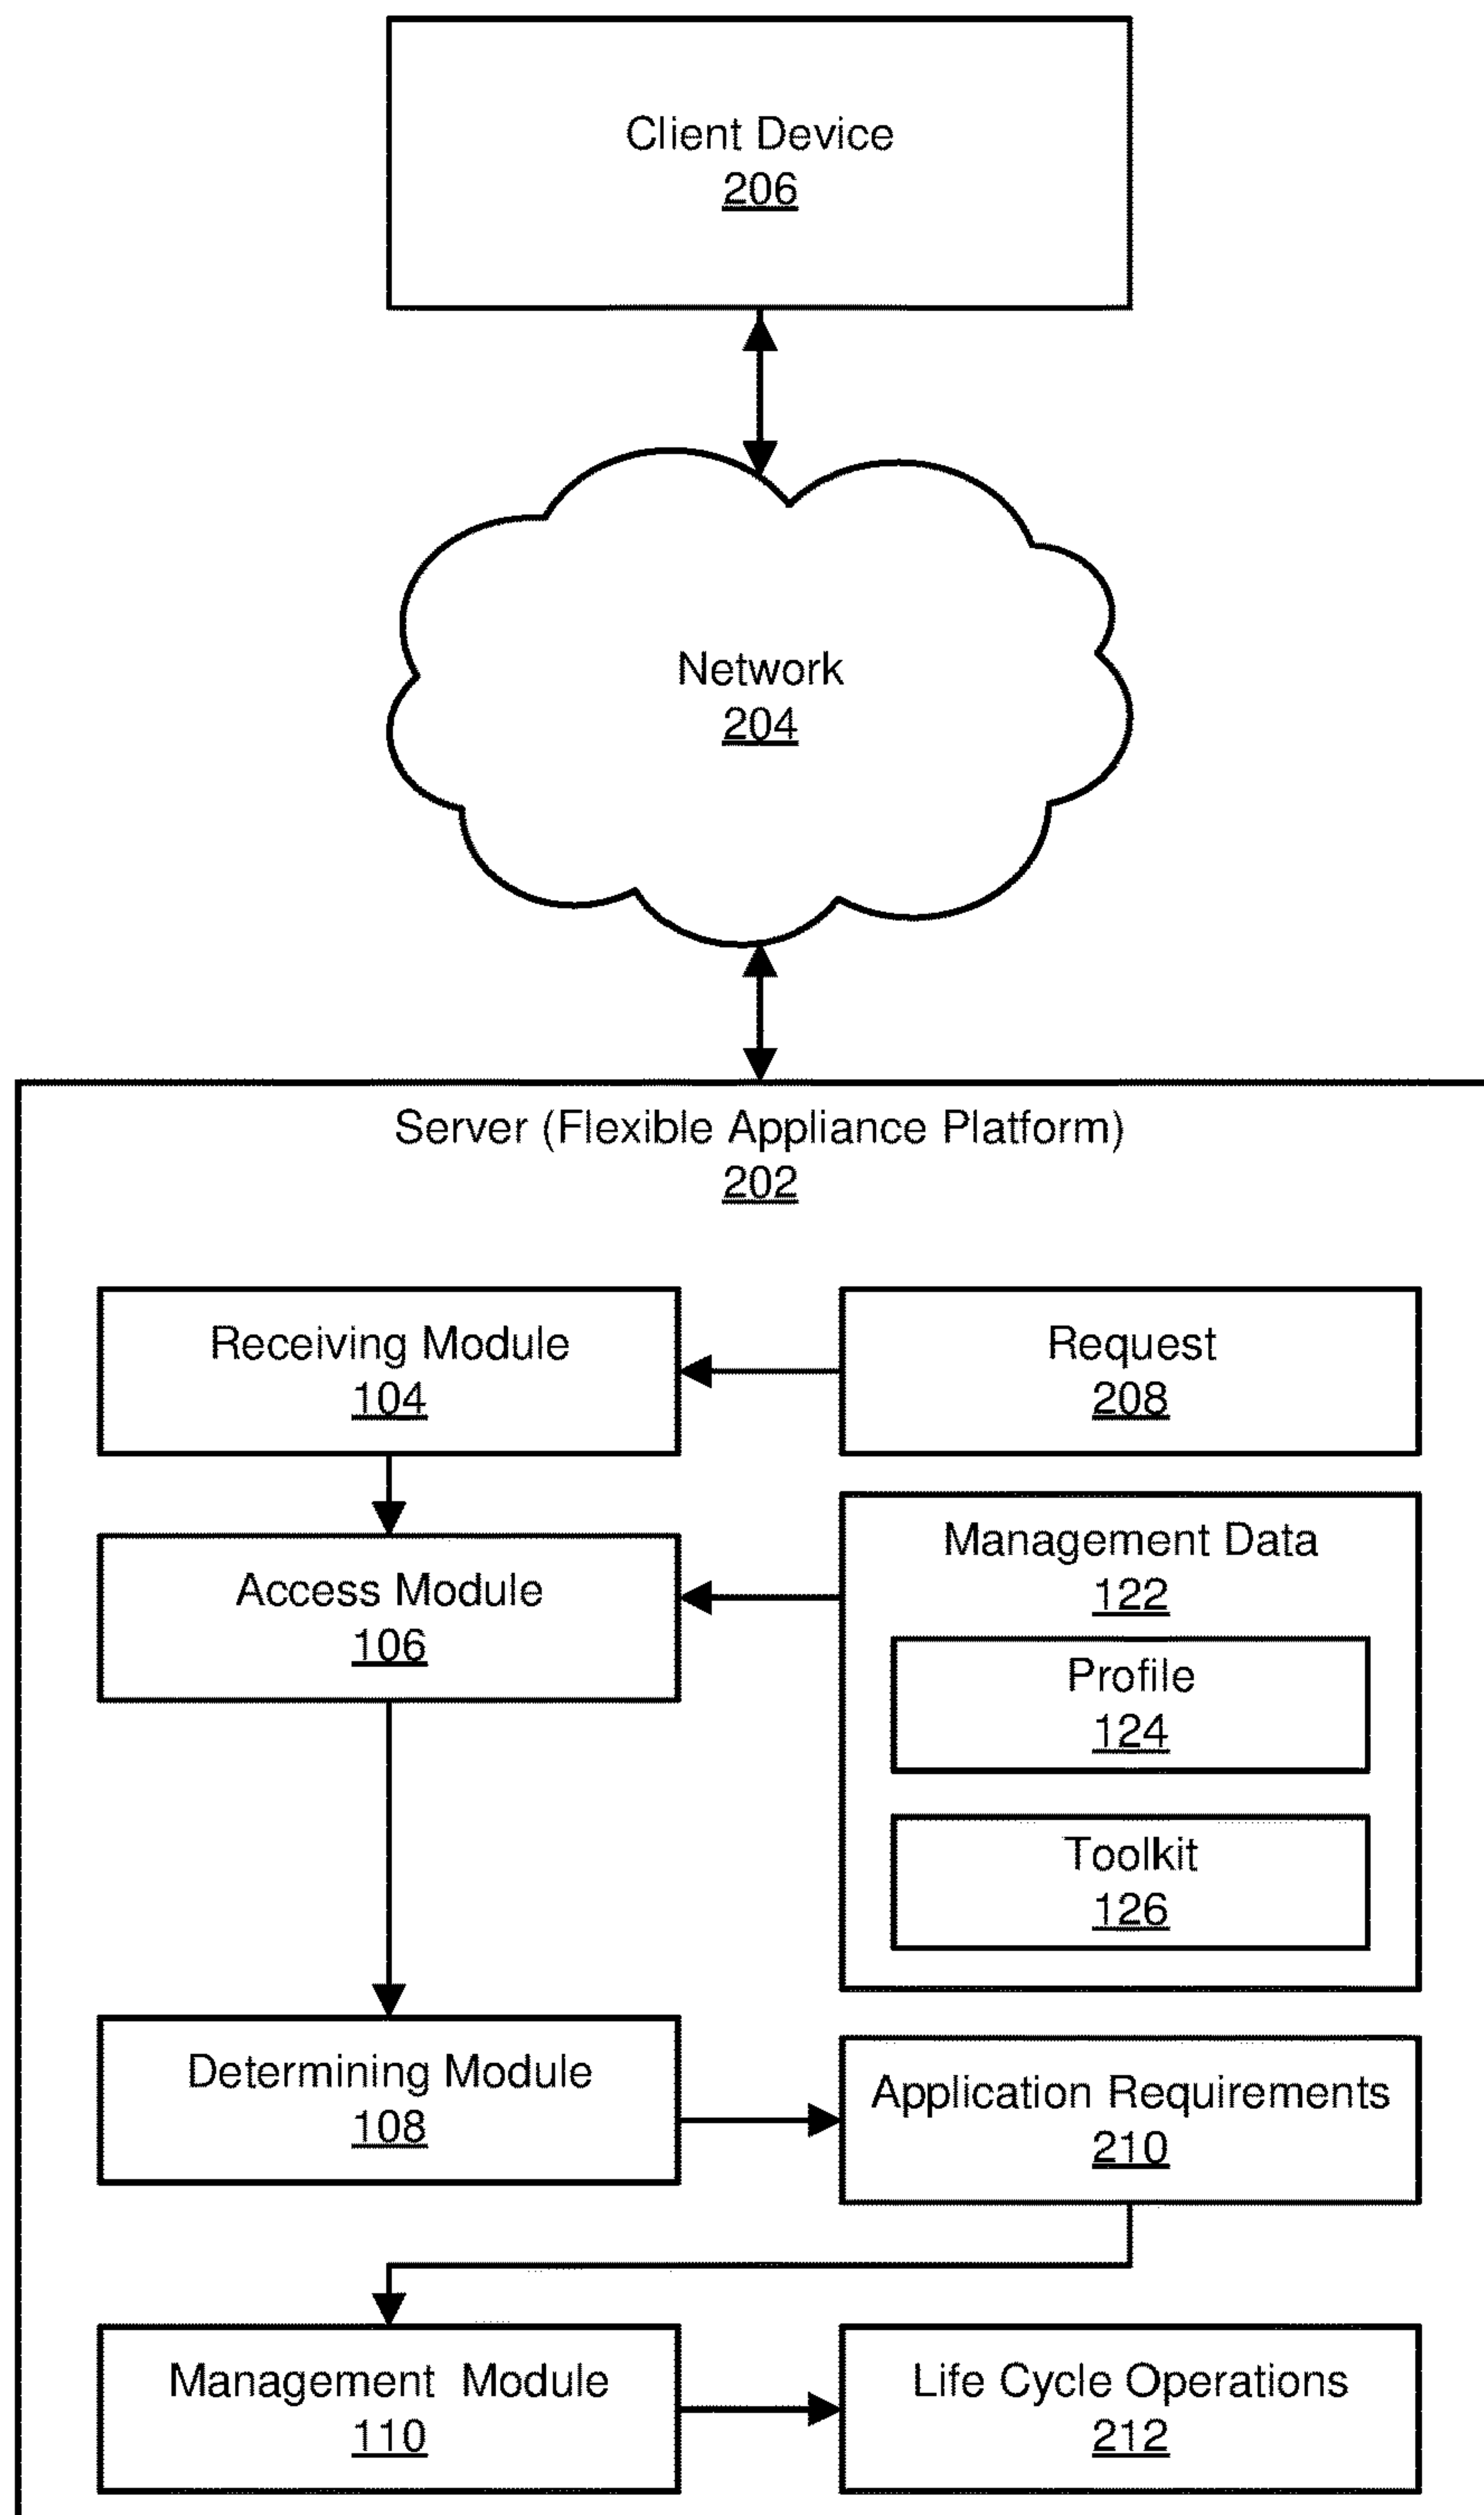 Client Device
206
Network
204
Server (Flexible Appliance Platform)
202
Receiving Module
104
Request
208
Access Module
106
Management Data
122
Profile
124
Toolkit
126
Determining Module
108
Application Requirements
210
Management Module
110
Life Cycle Operations
212